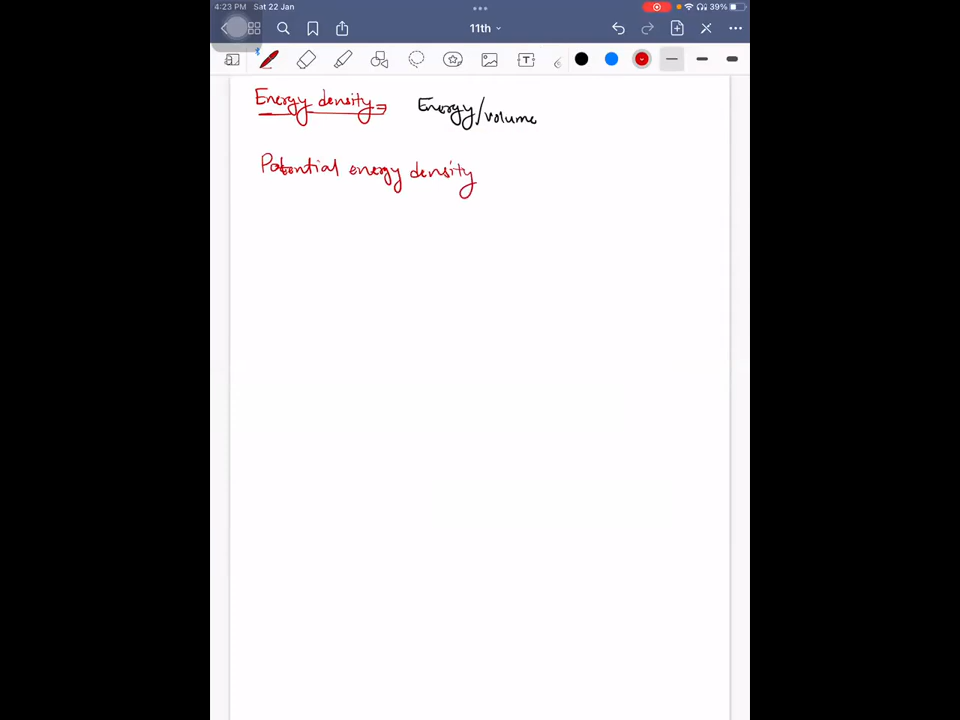 4:23 PM Sat 22 Jan 39%
11th
T
Energy density ⇒ Energy/volume
Potential energy density